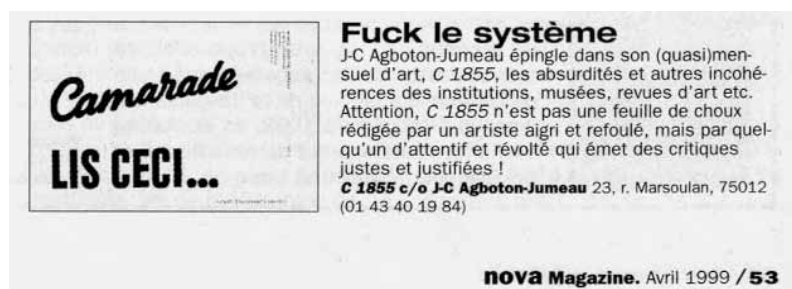 Camarade
LIS CECI...
Fuck le système
J-C Agboton-Jumeau épingle dans son (quasi)men-
suel d'art, C 1855, les absurdités et autres incohé-
rences des institutions, musées, revues d'art etc.
Attention, C 1855 n'est pas une feuille de choux
rédigée par un artiste aigri et refoulé, mais par quel-
qu'un d'attentif et révolté qui émet des critiques
justes et justifiées !
C 1855 c/o J-C Agboton-Jumeau 23, r. Marsoulan, 75012
(01 43 40 19 84)
nova Magazine. Avril 1999 / 53